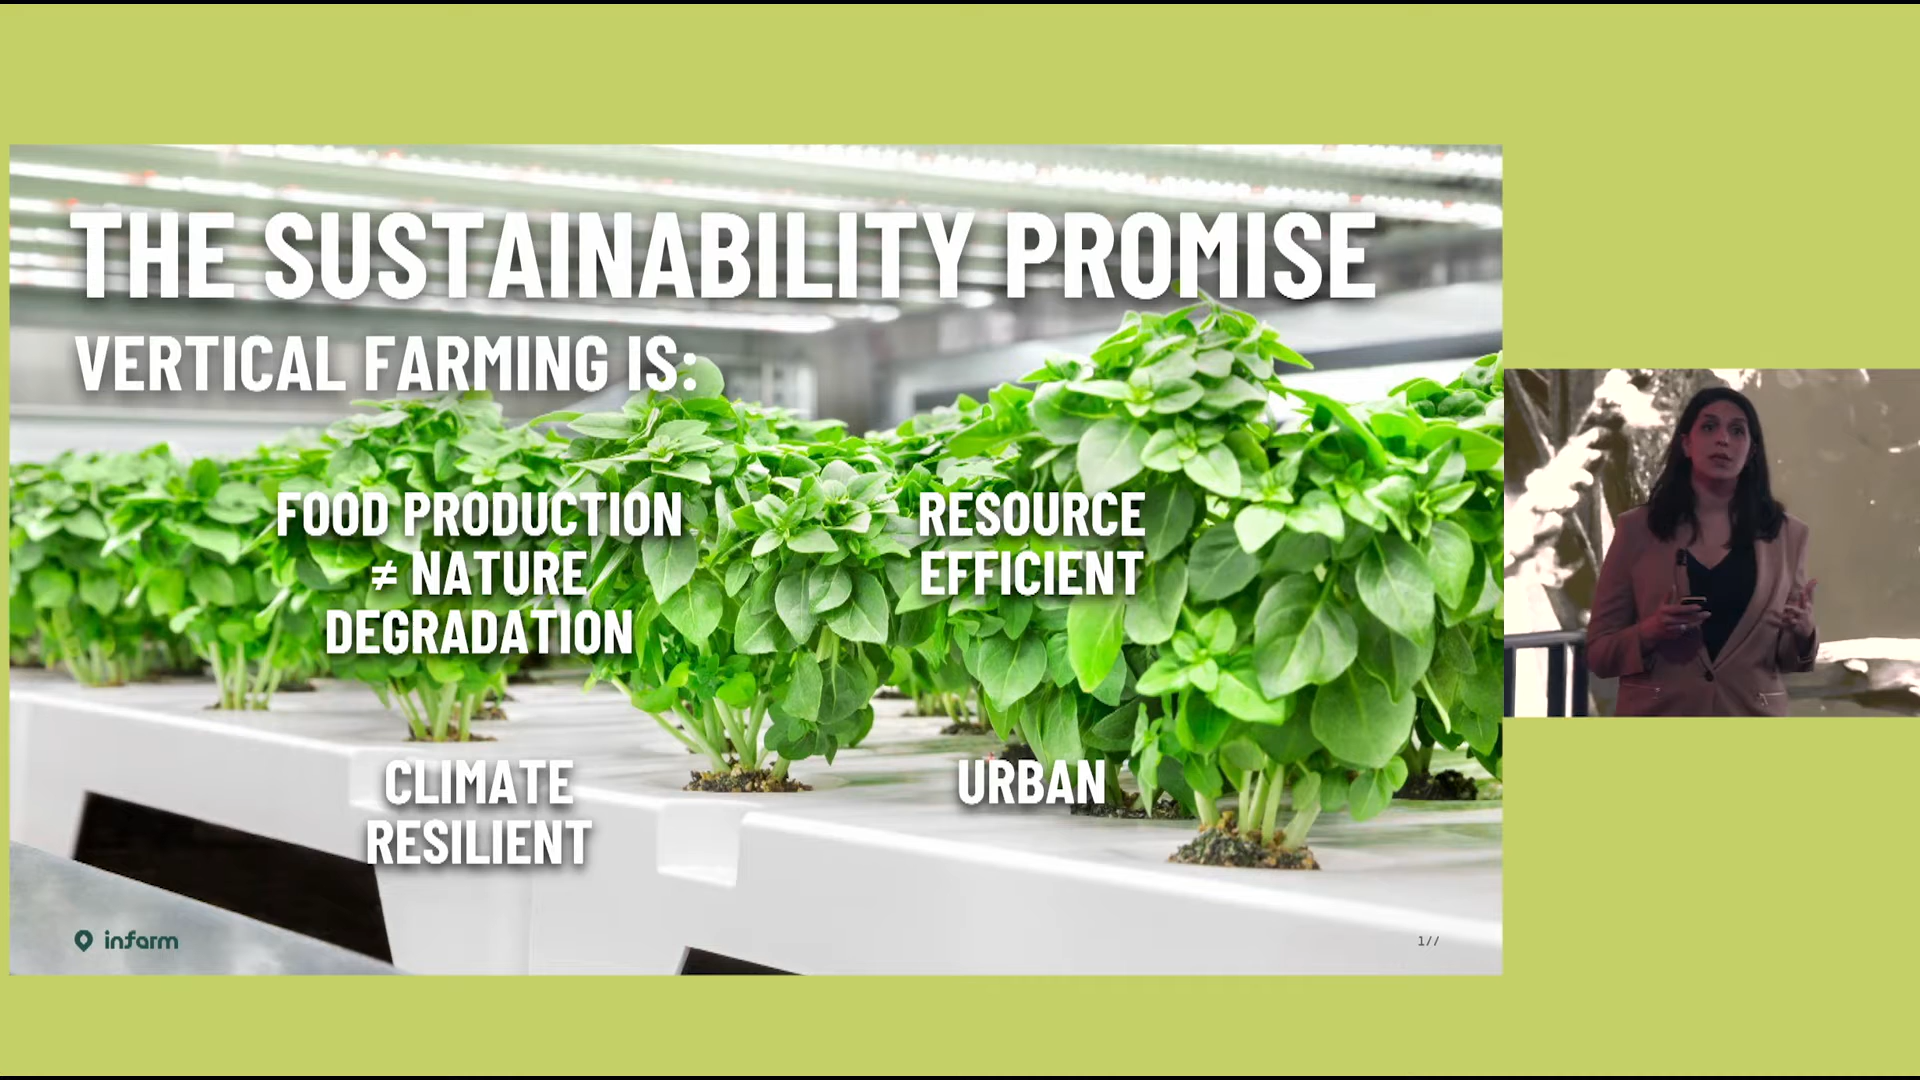 THE SUSTAINABILITY PROMISE
VERTICAL FARMING IS:
FOOD PRODUCTION
≠ NATURE
DEGRADATION
RESOURCE
EFFICIENT
CLIMATE
RESILIENT
URBAN
infarm
1//